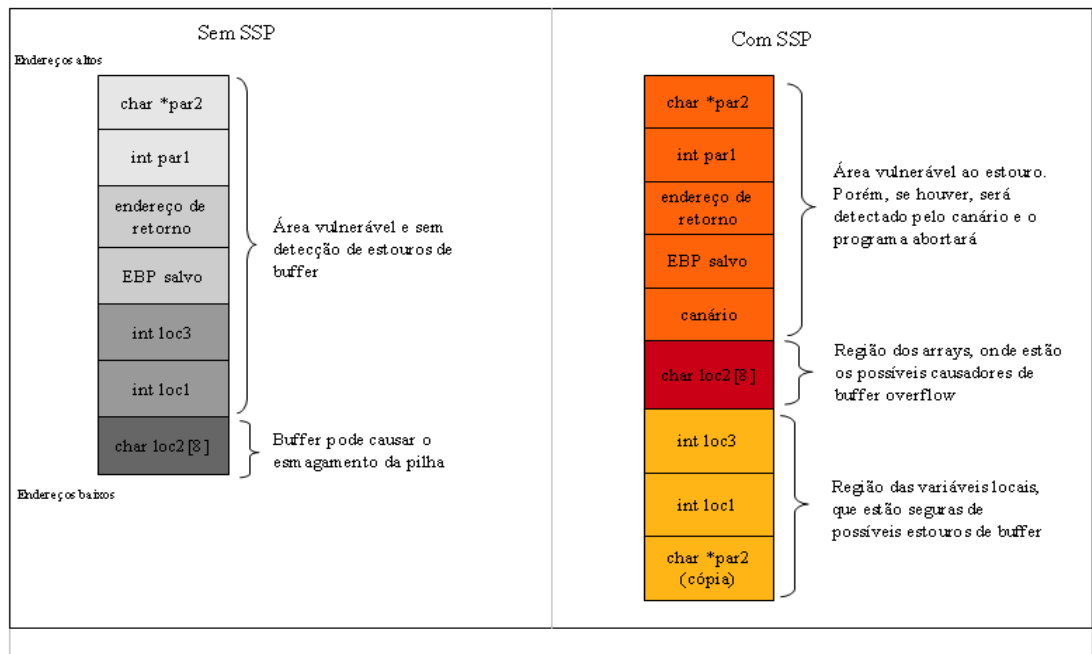 Sem SSP
Endereços altos
char *par2
int par1
endereço de
retorno
EBP salvo
int loc3
int loc1
char loc2[8]
Endereços baixos
Área vulnerável e sem
detecção de estouros de
buffer
Buffer pode causar o
esmagamento da pilha
Com SSP
char *par2
int par1
endereço de
retorno
EBP salvo
canário
char loc2[8]
int loc3
int loc1
char *par2
(cópia)
Área vulnerável ao estouro.
Porém, se houver, será
detectado pelo canário e o
programa abortará
Região dos arrays, onde estão
os possíveis causadores de
buffer overflow
Região das variáveis locais,
que estão seguras de
possíveis estouros de buffer